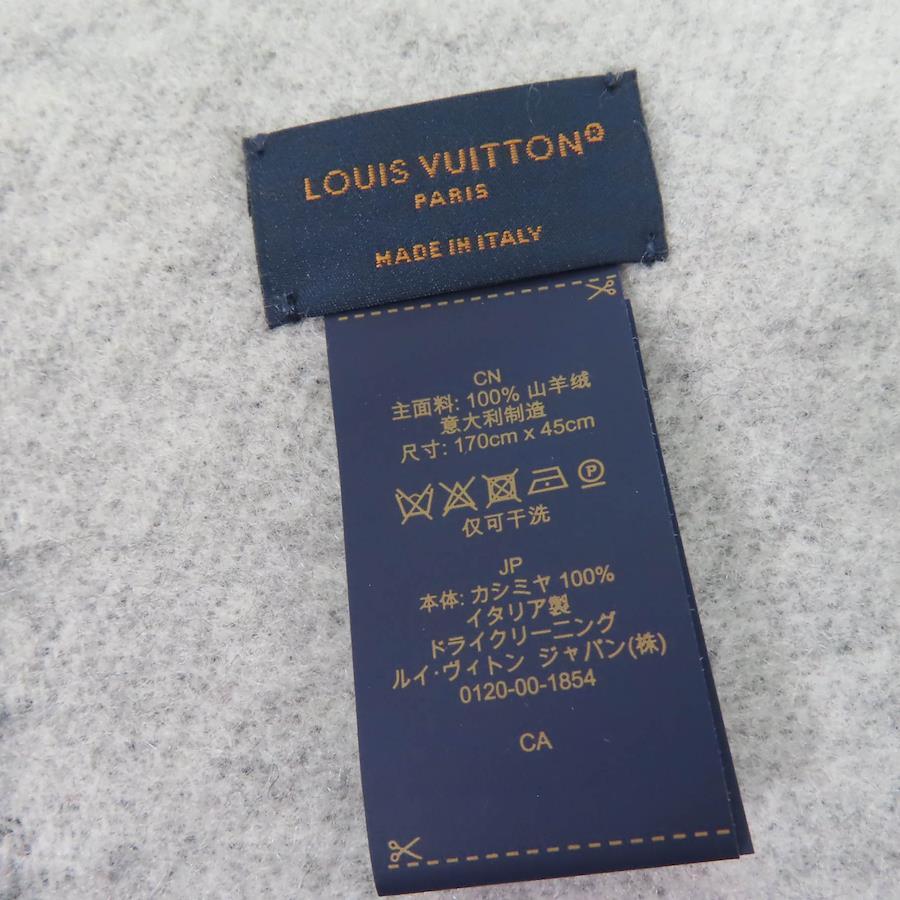 LOUIS VUITTON®
PARIS
MADE IN ITALY
CN
主面料: 100% 山羊绒
意大利制造
尺寸: 170cm x 45cm
P
仅可干洗
JP
本体: カシミヤ 100%
イタリア製
ドライクリーニング
ルイ・ヴィトン ジャパン(株)
0120-00-1854
CA